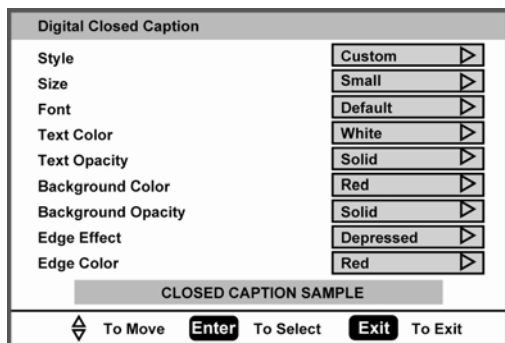 Digital Closed Caption
Style Custom
Size Small
Font Default
Text Color White
Text Opacity Solid
Background Color Red
Background Opacity Solid
Edge Effect Depressed
Edge Color Red
CLOSED CAPTION SAMPLE
To Move Enter To Select Exit To Exit